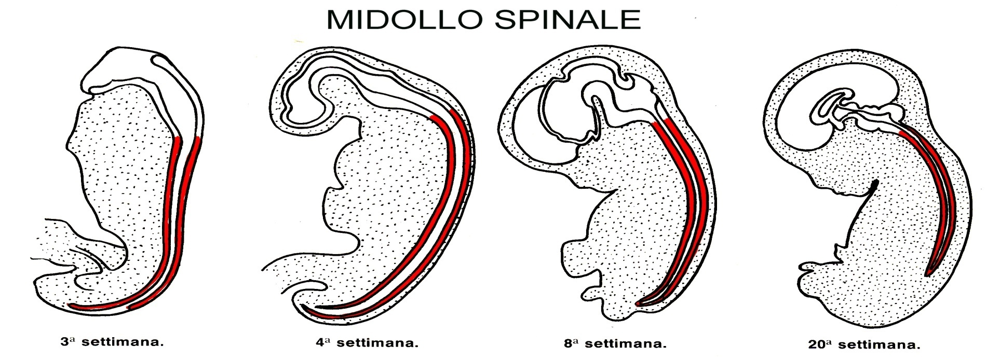 MIDOLLO SPINALE
3ª settimana.
4ª settimana.
8ª settimana.
20ª settimana.